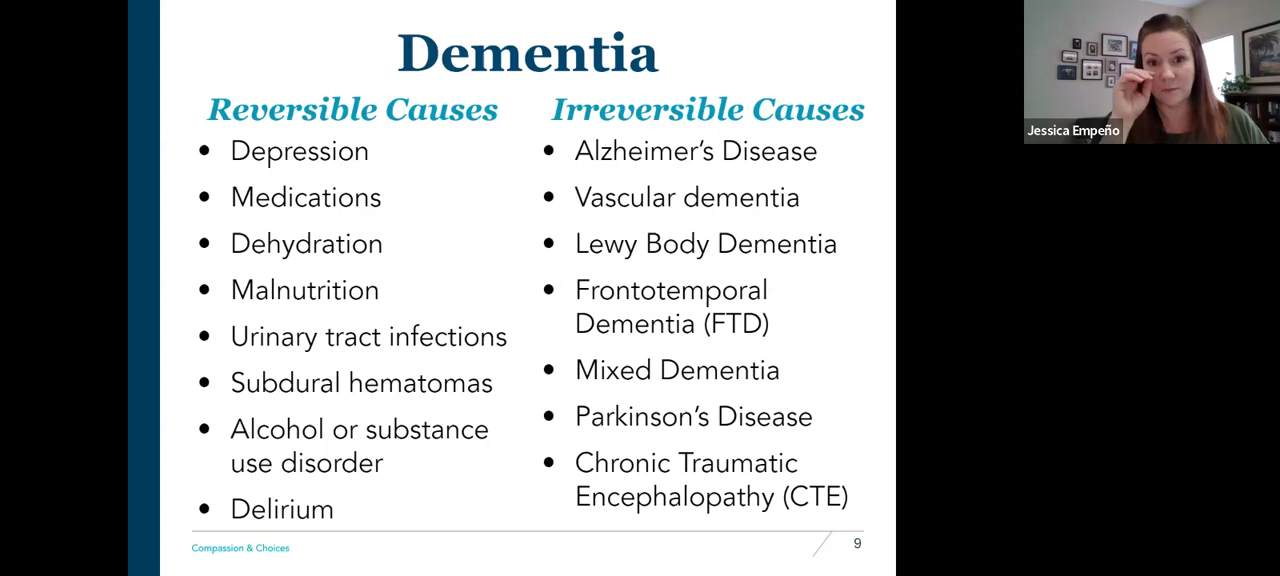 Dementia
Reversible Causes
Depression
Medications
Dehydration
Malnutrition
Urinary tract infections
Subdural hematomas
Alcohol or substance
use disorder
Delirium
Irreversible Causes
Alzheimer’s Disease
Vascular dementia
Lewy Body Dementia
Frontotemporal
Dementia (FTD)
Mixed Dementia
Parkinson’s Disease
Chronic Traumatic
Encephalopathy (CTE)
Compassion & Choices
9
Jessica Empeño